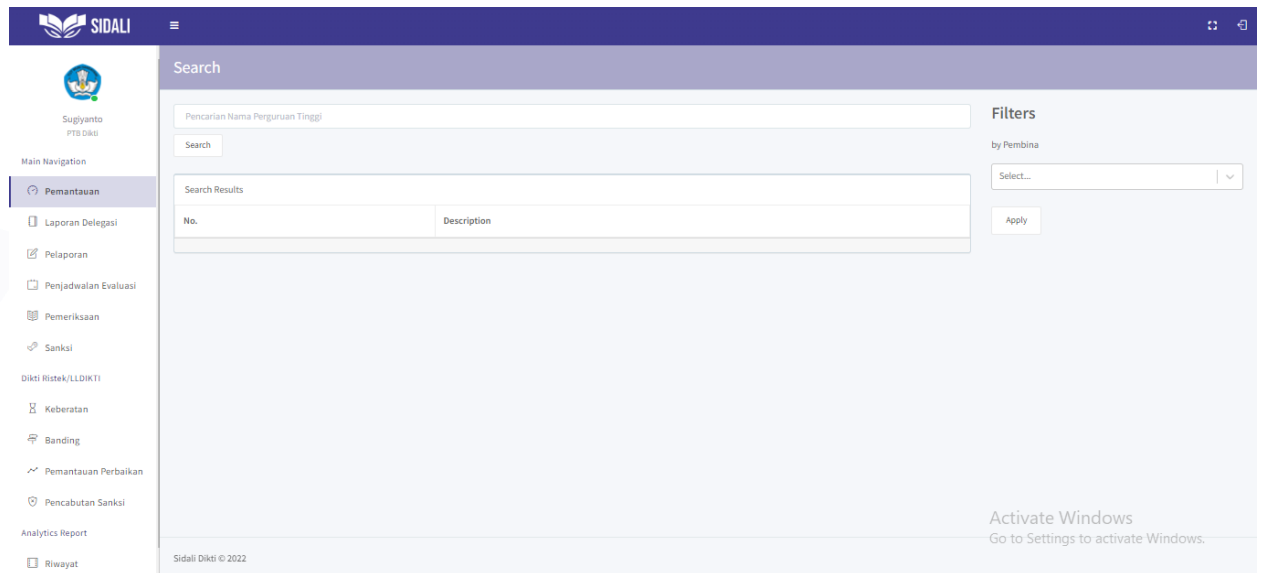 SIDALI
Sugiyanto
PTB Dikti
Main Navigation
Pemantauan
Laporan Delegasi
Pelaporan
Penjadwalan Evaluasi
Pemeriksaan
Sanksi
Dikti Ristek/LLDIKTI
Keberatan
Banding
Pemantauan Perbaikan
Pencabutan Sanksi
Analytics Report
Riwayat
Search
Pencarian Nama Perguruan Tinggi
Search
Search Results
No. Description
Filters
by Pembina
Select...
Apply
Activate Windows
Go to Settings to activate Windows.
Sidali Dikti © 2022